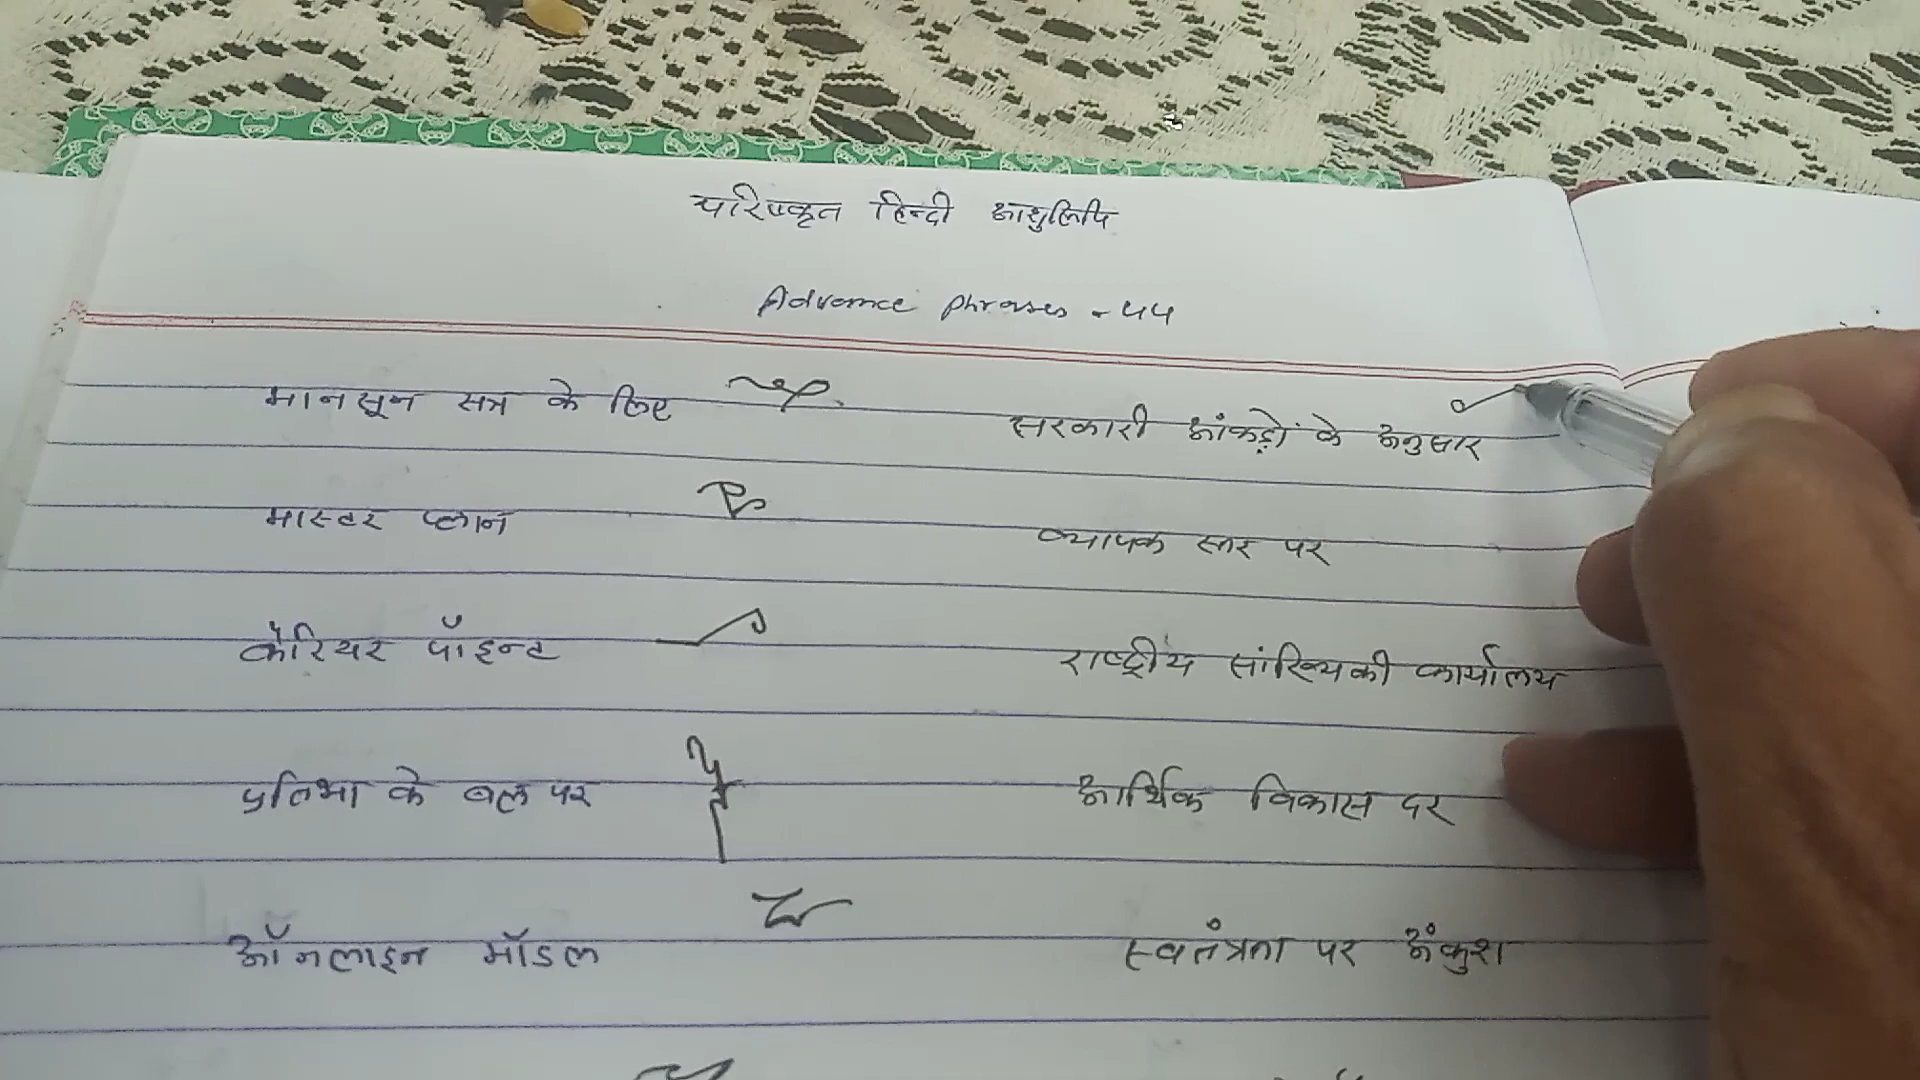 परिष्कृत हिन्दी आशुलिपि
Advance phrases - 44
मानसून सत्र के लिए
सरकारी आंकड़ों के अनुसार
मास्टर प्लान
व्यापक स्तर पर
कॅरियर पॉइन्ट
राष्ट्रीय सांख्यिकी कार्यालय
प्रतिभा के बल पर
आर्थिक विकास दर
ऑनलाइन मॉडल
स्वतंत्रता पर अंकुश